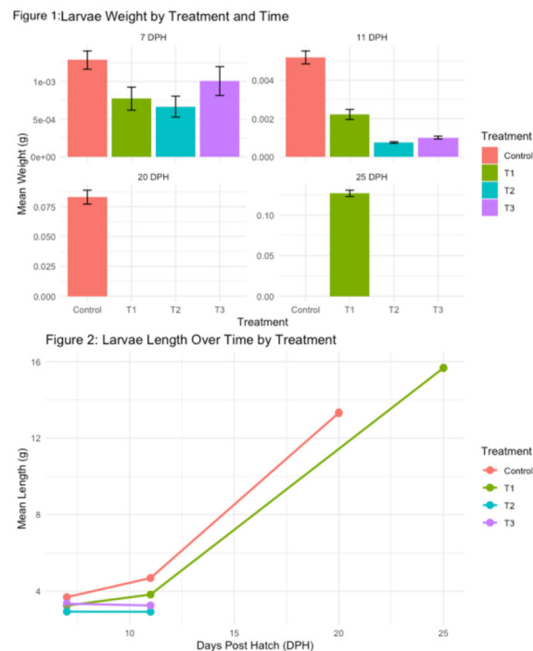 Figure 1:Larvae Weight by Treatment and Time
7 DPH
11 DPH
1e-03
5e-04
0e+00
0.004
0.002
0.000
Mean Weight (g)
Treatment
Control
T1
T2
T3
20 DPH
25 DPH
0.075
0.050
0.025
0.000
0.10
0.05
0.00
Control T1 T2 T3
Control T1 T2 T3
Treatment
Figure 2: Larvae Length Over Time by Treatment
16
12
8
4
Mean Length (g)
Treatment
Control
T1
T2
T3
10 15 20 25
Days Post Hatch (DPH)